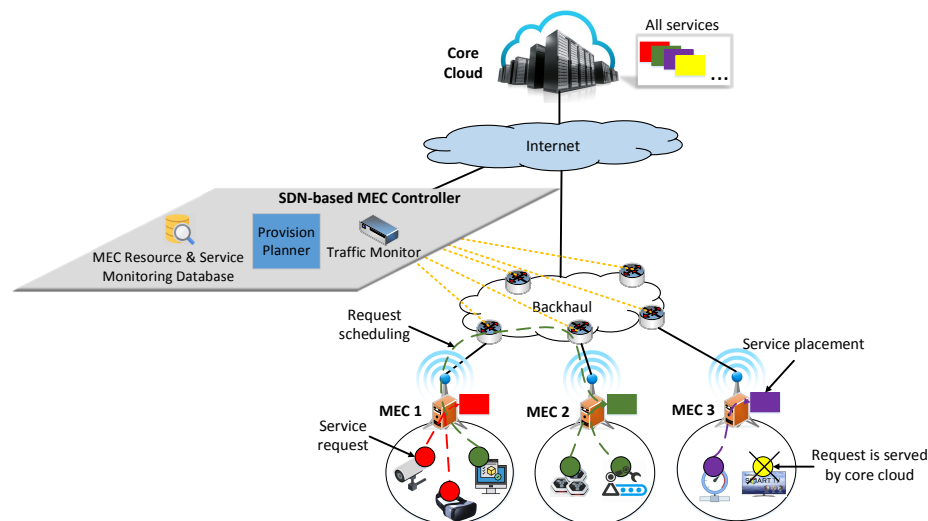 All services
Core
Cloud
...
Internet
SDN-based MEC Controller
Provision
Planner
MEC Resource & Service
Monitoring Database
Traffic Monitor
Backhaul
Request
scheduling
Service placement
MEC 1
MEC 2
MEC 3
Service
request
Request is served
by core cloud